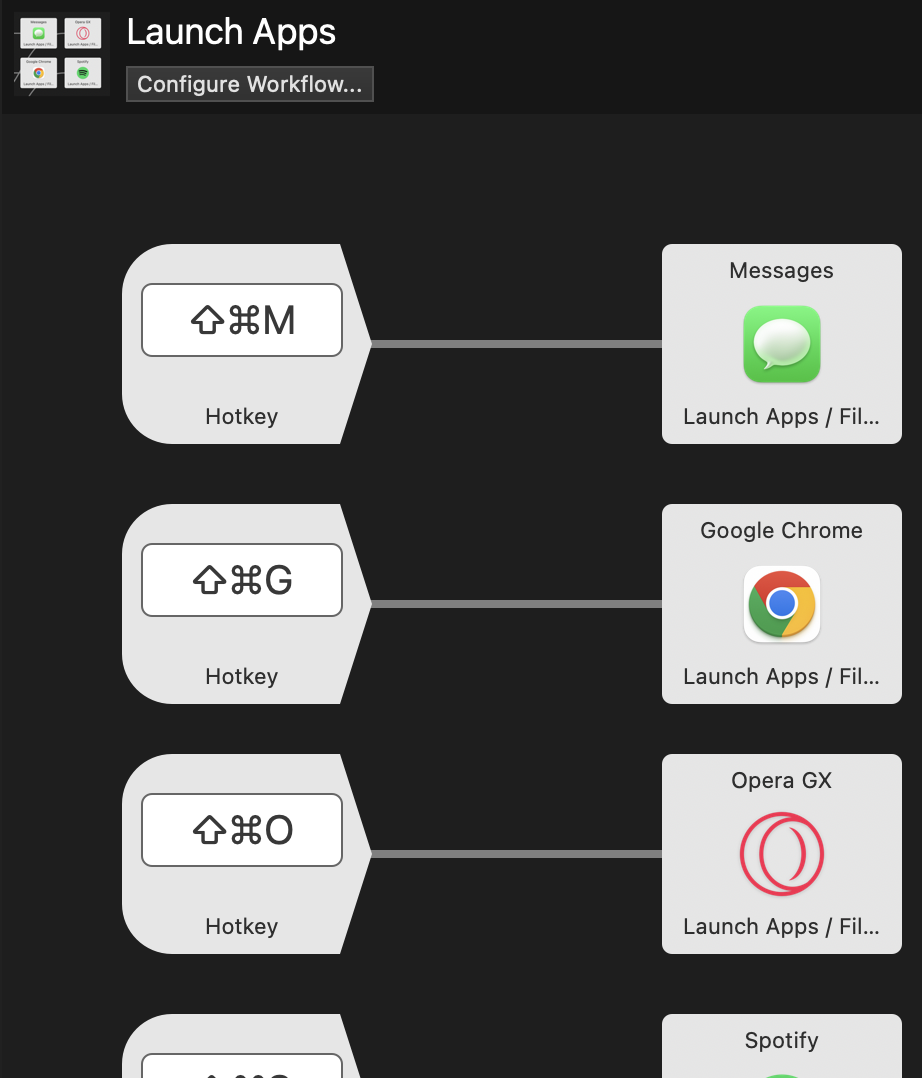 Launch Apps
Configure Workflow...
Messages
⇧⌘M
Hotkey
Launch Apps / Fil...
Google Chrome
⇧⌘G
Hotkey
Launch Apps / Fil...
Opera GX
⇧⌘O
Hotkey
Launch Apps / Fil...
Spotify